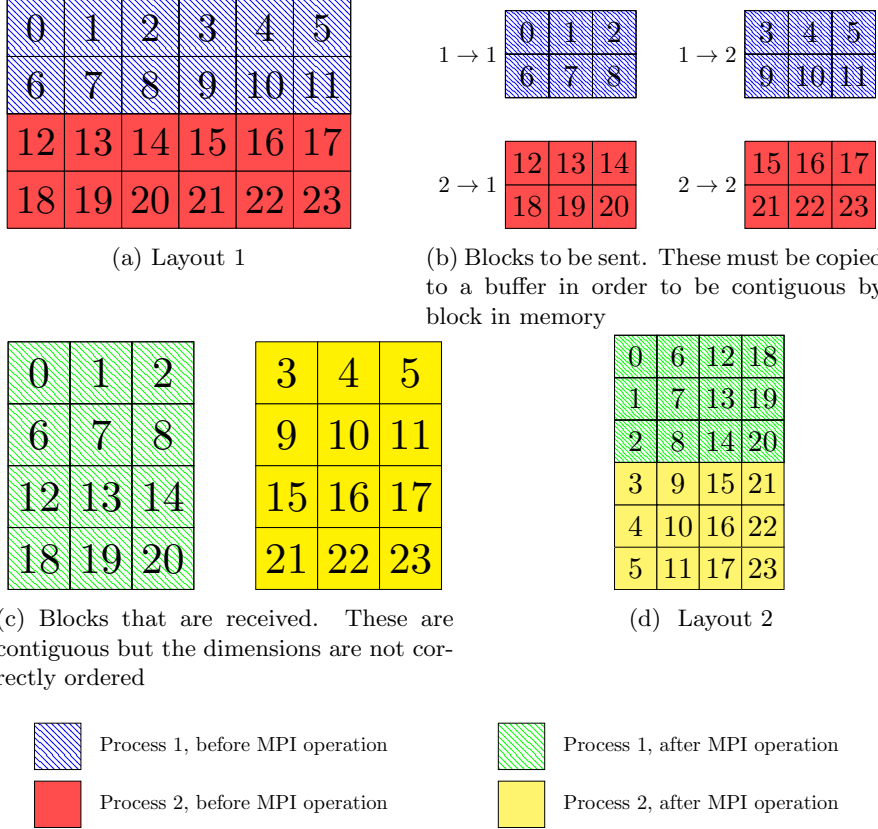 0 1 2 3 4 5
6 7 8 9 10 11
12 13 14 15 16 17
18 19 20 21 22 23
(a) Layout 1
1 → 1
0 1 2
6 7 8
1 → 2
3 4 5
9 10 11
2 → 1
12 13 14
18 19 20
2 → 2
15 16 17
21 22 23
(b) Blocks to be sent. These must be copied
to a buffer in order to be contiguous by
block in memory
0 1 2
6 7 8
12 13 14
18 19 20
3 4 5
9 10 11
15 16 17
21 22 23
(c) Blocks that are received. These are
contiguous but the dimensions are not cor-
rectly ordered
0 6 12 18
1 7 13 19
2 8 14 20
3 9 15 21
4 10 16 22
5 11 17 23
(d) Layout 2
Process 1, before MPI operation
Process 2, before MPI operation
Process 1, after MPI operation
Process 2, after MPI operation